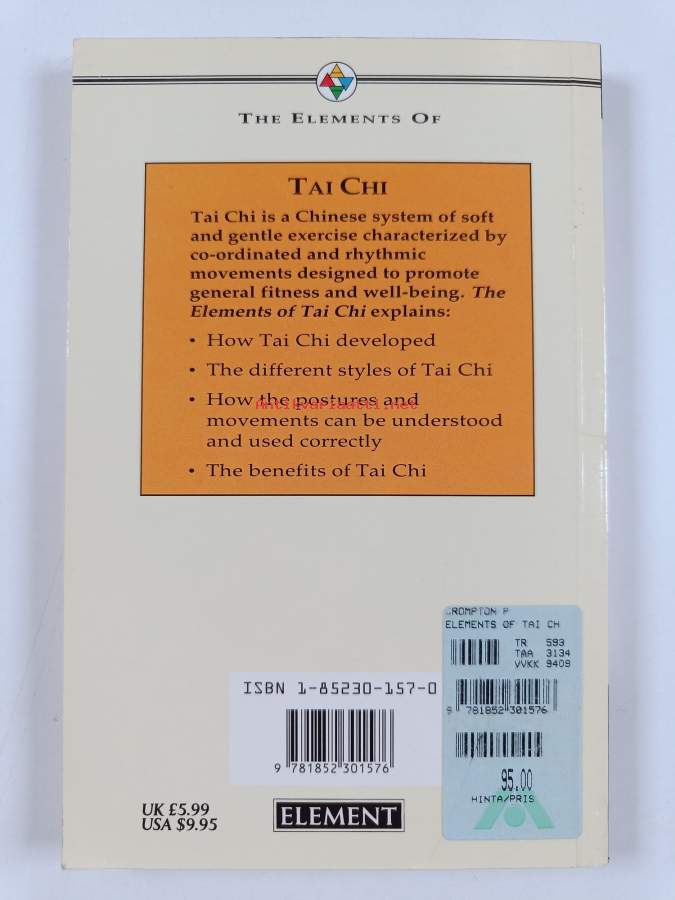 THE ELEMENTS OF
TAI CHI
Tai Chi is a Chinese system of soft
and gentle exercise characterized by
co-ordinated and rhythmic
movements designed to promote
general fitness and well-being. The
Elements of Tai Chi explains:
• How Tai Chi developed
• The different styles of Tai Chi
• How the postures and
Antikvariaatti.net
movements can be understood
and used correctly
• The benefits of Tai Chi
CROMPTON P
ELEMENTS OF TAI CH
TR 593
TAA 3134
VVKK 9409
9 781852 301576
95.00
HINTA/PRIS
ISBN 1-85230-157-0
9 781852 301576
UK £5.99
USA $9.95
ELEMENT